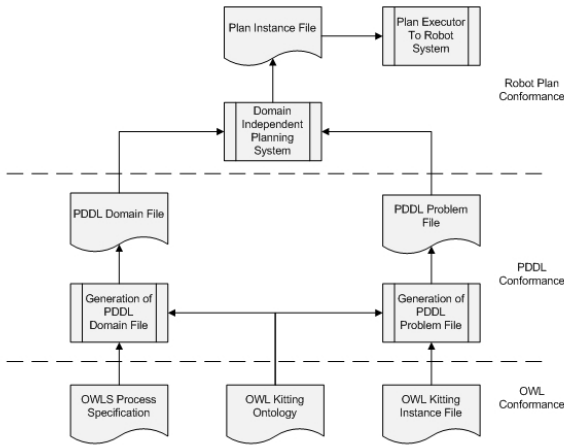 Plan Instance File
Plan Executor
To Robot
System
Robot Plan
Conformance
Domain
Independent
Planning
System
PDDL Domain File
PDDL Problem
File
PDDL
Conformance
Generation of
PDDL
Domain File
Generation of
PDDL
Problem File
OWLS Process
Specification
OWL Kitting
Ontology
OWL Kitting
Instance File
OWL
Conformance